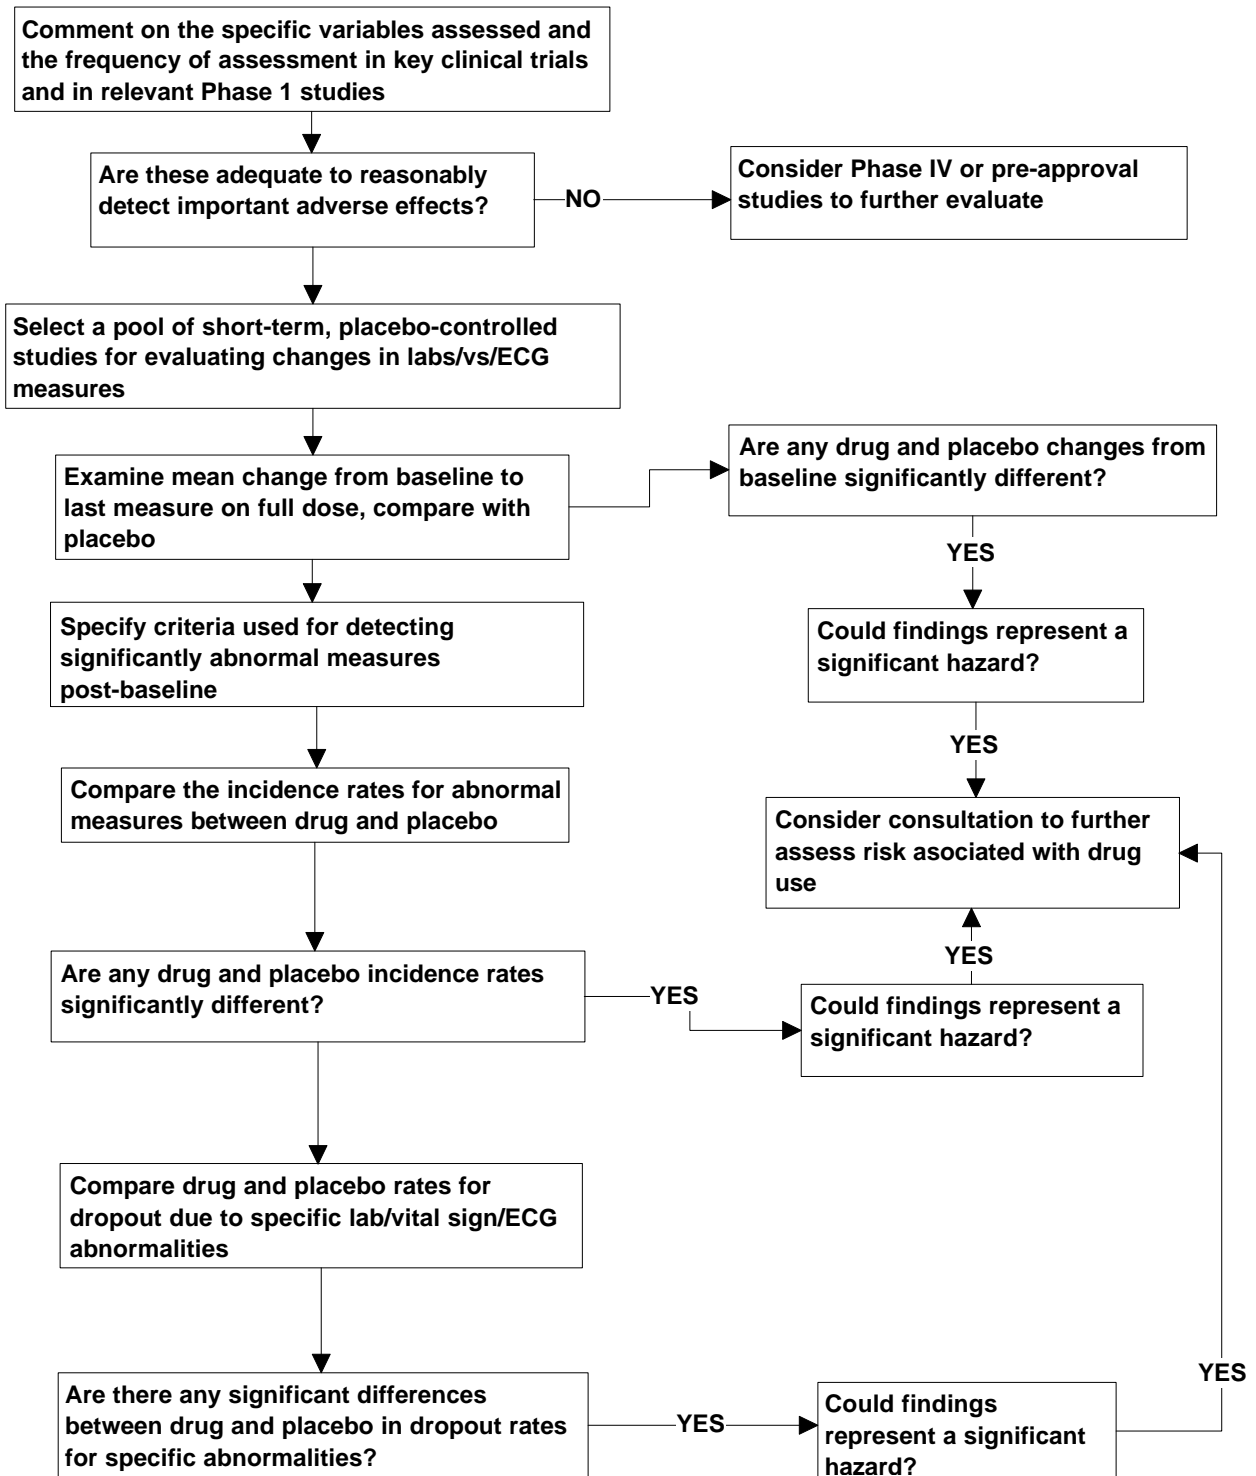 Comment on the specific variables assessed and
the frequency of assessment in key clinical trials
and in relevant Phase 1 studies
Are these adequate to reasonably
detect important adverse effects?
NO
Consider Phase IV or pre-approval
studies to further evaluate
Select a pool of short-term, placebo-controlled
studies for evaluating changes in labs/vs/ECG
measures
Examine mean change from baseline to
last measure on full dose, compare with
placebo
Are any drug and placebo changes from
baseline significantly different?
YES
Could findings represent a
significant hazard?
YES
Specify criteria used for detecting
significantly abnormal measures
post-baseline
Compare the incidence rates for abnormal
measures between drug and placebo
Consider consultation to further
assess risk asociated with drug
use
YES
Are any drug and placebo incidence rates
significantly different?
YES
Could findings represent a
significant hazard?
Compare drug and placebo rates for
dropout due to specific lab/vital sign/ECG
abnormalities
Are there any significant differences
between drug and placebo in dropout rates
for specific abnormalities?
YES
Could findings
represent a significant
hazard?
YES